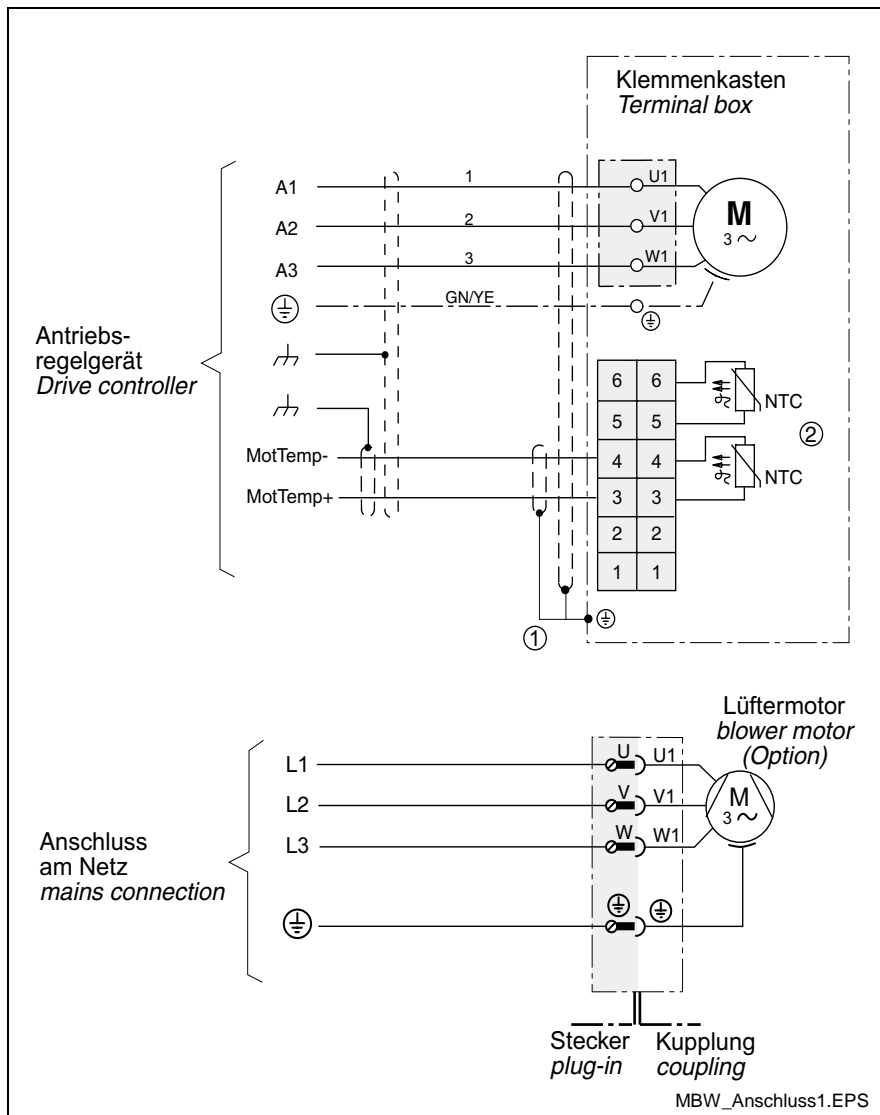 Klemmenkasten
Terminal box
A1 1 U1
A2 2 V1
A3 3 W1
GN/YE
M
3
Antriebs-
regelgerät
Drive controller
MotTemp-
MotTemp+
6 6
5 5
4 4
3 3
2 2
1 1
NTC
NTC
②
①
Lüftermotor
blower motor
(Option)
L1 U U1
L2 V V1
L3 W W1
M
3
Anschluss
am Netz
mains connection
Stecker
plug-in
Kupplung
coupling
MBW_Anschluss1.EPS